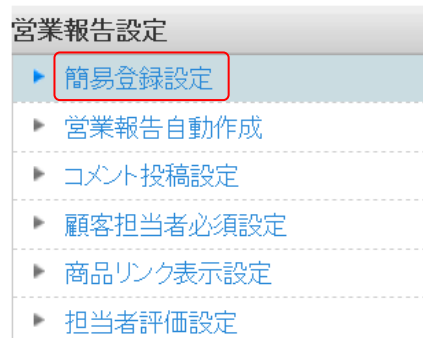 営業報告設定
簡易登録設定
営業報告自動作成
コメント投稿設定
顧客担当者必須設定
商品リンク表示設定
担当者評価設定